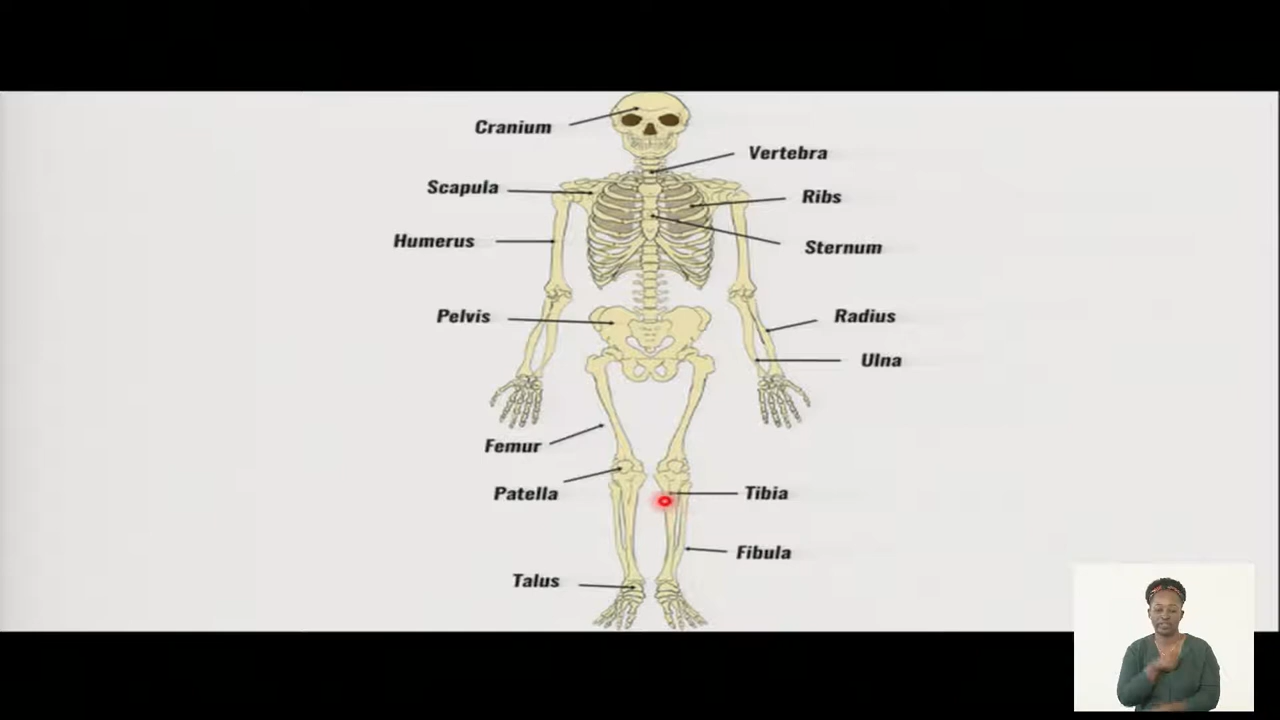 Cranium
Vertebra
Scapula
Ribs
Humerus
Sternum
Pelvis
Radius
Ulna
Femur
Patella
Tibia
Fibula
Talus